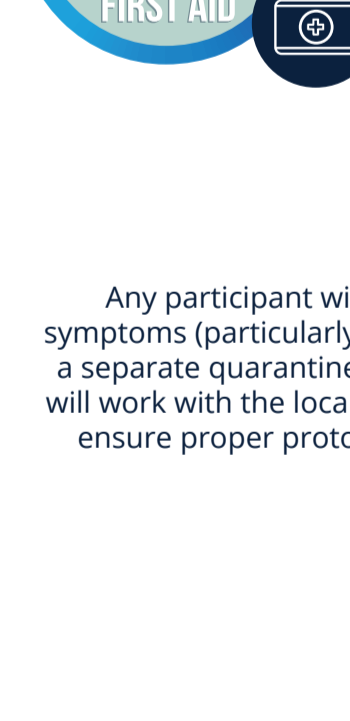 FIRST AID
Any participant wi
symptoms (particularly
a separate quarantine
will work with the loca
ensure proper proto